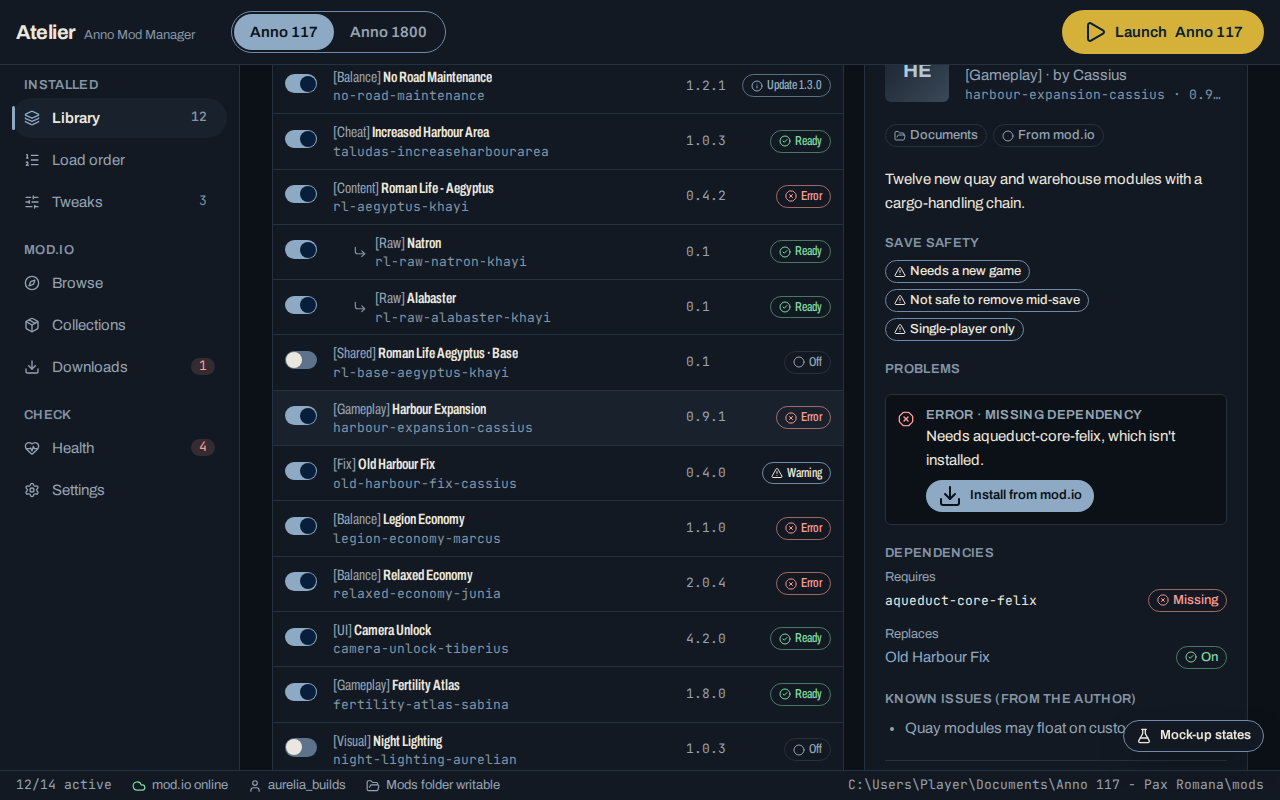 Atelier Anno Mod Manager
Anno 117
Anno 1800
Launch Anno 117
INSTALLED
Library 12
Load order
Tweaks 3
MOD.IO
Browse
Collections
Downloads 1
CHECK
Health 4
Settings
[Balance] No Road Maintenance
no-road-maintenance
1.2.1
Update 1.3.0
[Cheat] Increased Harbour Area
taludas-increaseharbourarea
1.0.3
Ready
[Content] Roman Life - Aegyptus
rl-aegyptus-khayi
0.4.2
Error
[Raw] Natron
rl-raw-natron-khayi
0.1
Ready
[Raw] Alabaster
rl-raw-alabaster-khayi
0.1
Ready
[Shared] Roman Life Aegyptus · Base
rl-base-aegyptus-khayi
0.1
Off
[Gameplay] Harbour Expansion
harbour-expansion-cassius
0.9.1
Error
[Fix] Old Harbour Fix
old-harbour-fix-cassius
0.4.0
Warning
[Balance] Legion Economy
legion-economy-marcus
1.1.0
Error
[Balance] Relaxed Economy
relaxed-economy-junia
2.0.4
Error
[UI] Camera Unlock
camera-unlock-tiberius
4.2.0
Ready
[Gameplay] Fertility Atlas
fertility-atlas-sabina
1.8.0
Ready
[Visual] Night Lighting
night-lighting-aurelian
1.0.3
Off
HE
[Gameplay] · by Cassius
harbour-expansion-cassius · 0.9…
Documents
From mod.io
Twelve new quay and warehouse modules with a
cargo-handling chain.
SAVE SAFETY
Needs a new game
Not safe to remove mid-save
Single-player only
PROBLEMS
ERROR · MISSING DEPENDENCY
Needs aqueduct-core-felix, which isn't
installed.
Install from mod.io
DEPENDENCIES
Requires
aqueduct-core-felix
Missing
Replaces
Old Harbour Fix
On
KNOWN ISSUES (FROM THE AUTHOR)
• Quay modules may float on custo
Mock-up states
12/14 active
mod.io online
aurelia_builds
Mods folder writable
C:\Users\Player\Documents\Anno 117 - Pax Romana\mods